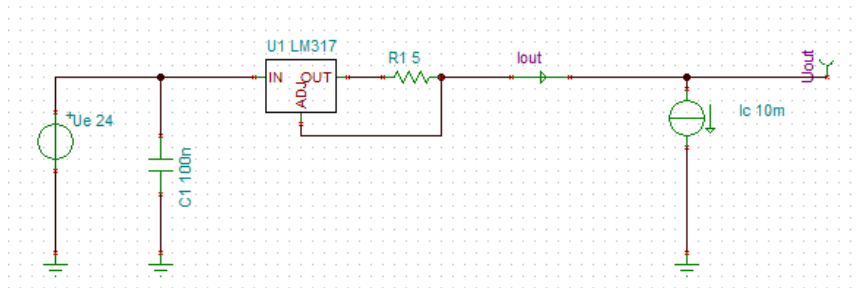 U1 LM317
R1 5
Iout
Uout
IN
OUT
ADJ
+
Ue 24
C1 100n
Ic 10m